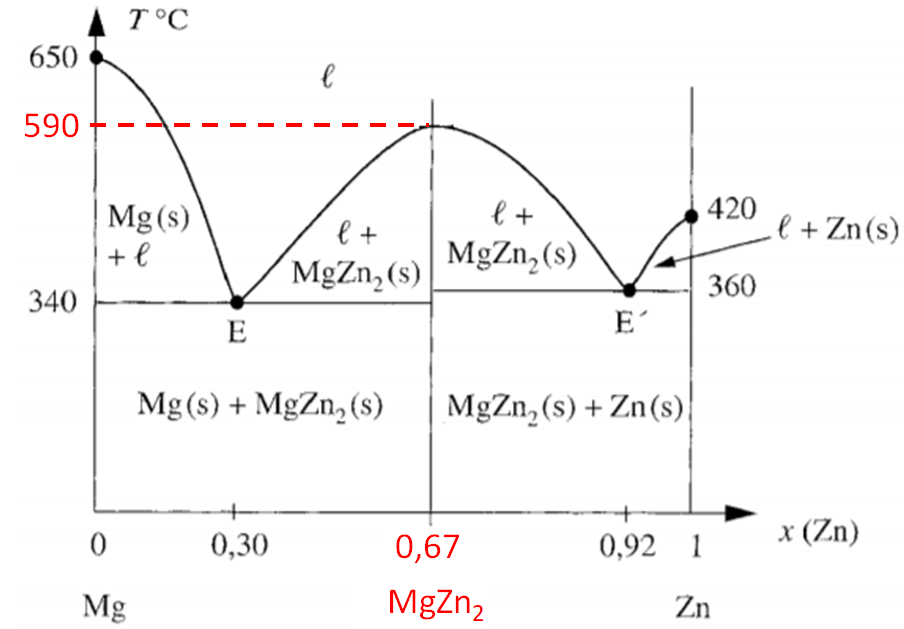 T °C
650
ℓ
590
Mg(s)
+ ℓ
ℓ +
MgZn₂(s)
ℓ +
MgZn₂(s)
420
ℓ + Zn(s)
340
360
E
E´
Mg(s) + MgZn₂(s)
MgZn₂(s) + Zn(s)
0
0,30
0,67
0,92
1
x (Zn)
Mg
MgZn₂
Zn